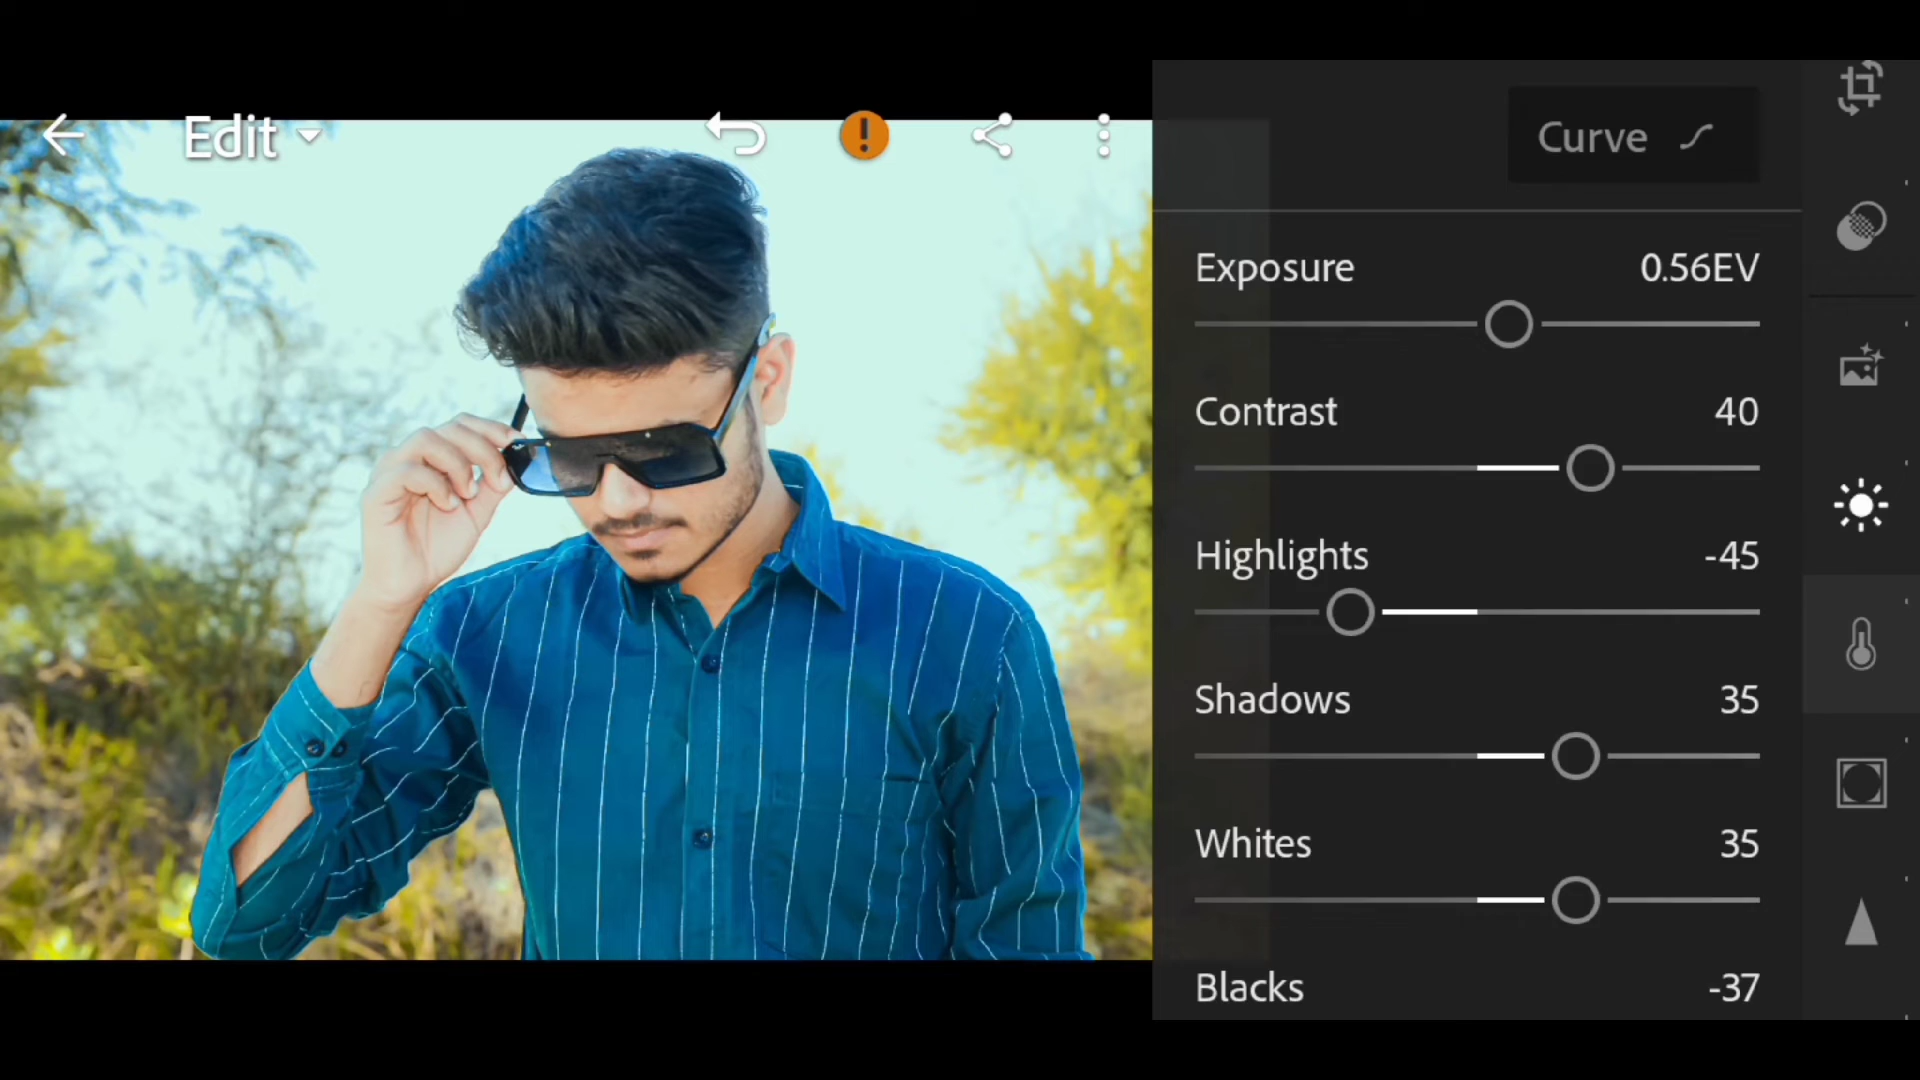 Edit
Curve
Exposure 0.56EV
Contrast 40
Highlights -45
Shadows 35
Whites 35
Blacks -37